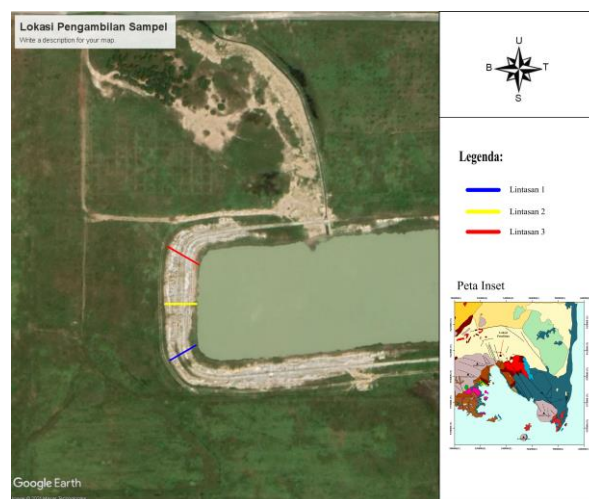 Lokasi Pengambilan Sampel
Write a description for your map.
U
B
T
S
Legenda:
Lintasan 1
Lintasan 2
Lintasan 3
Peta Inset
Google Earth